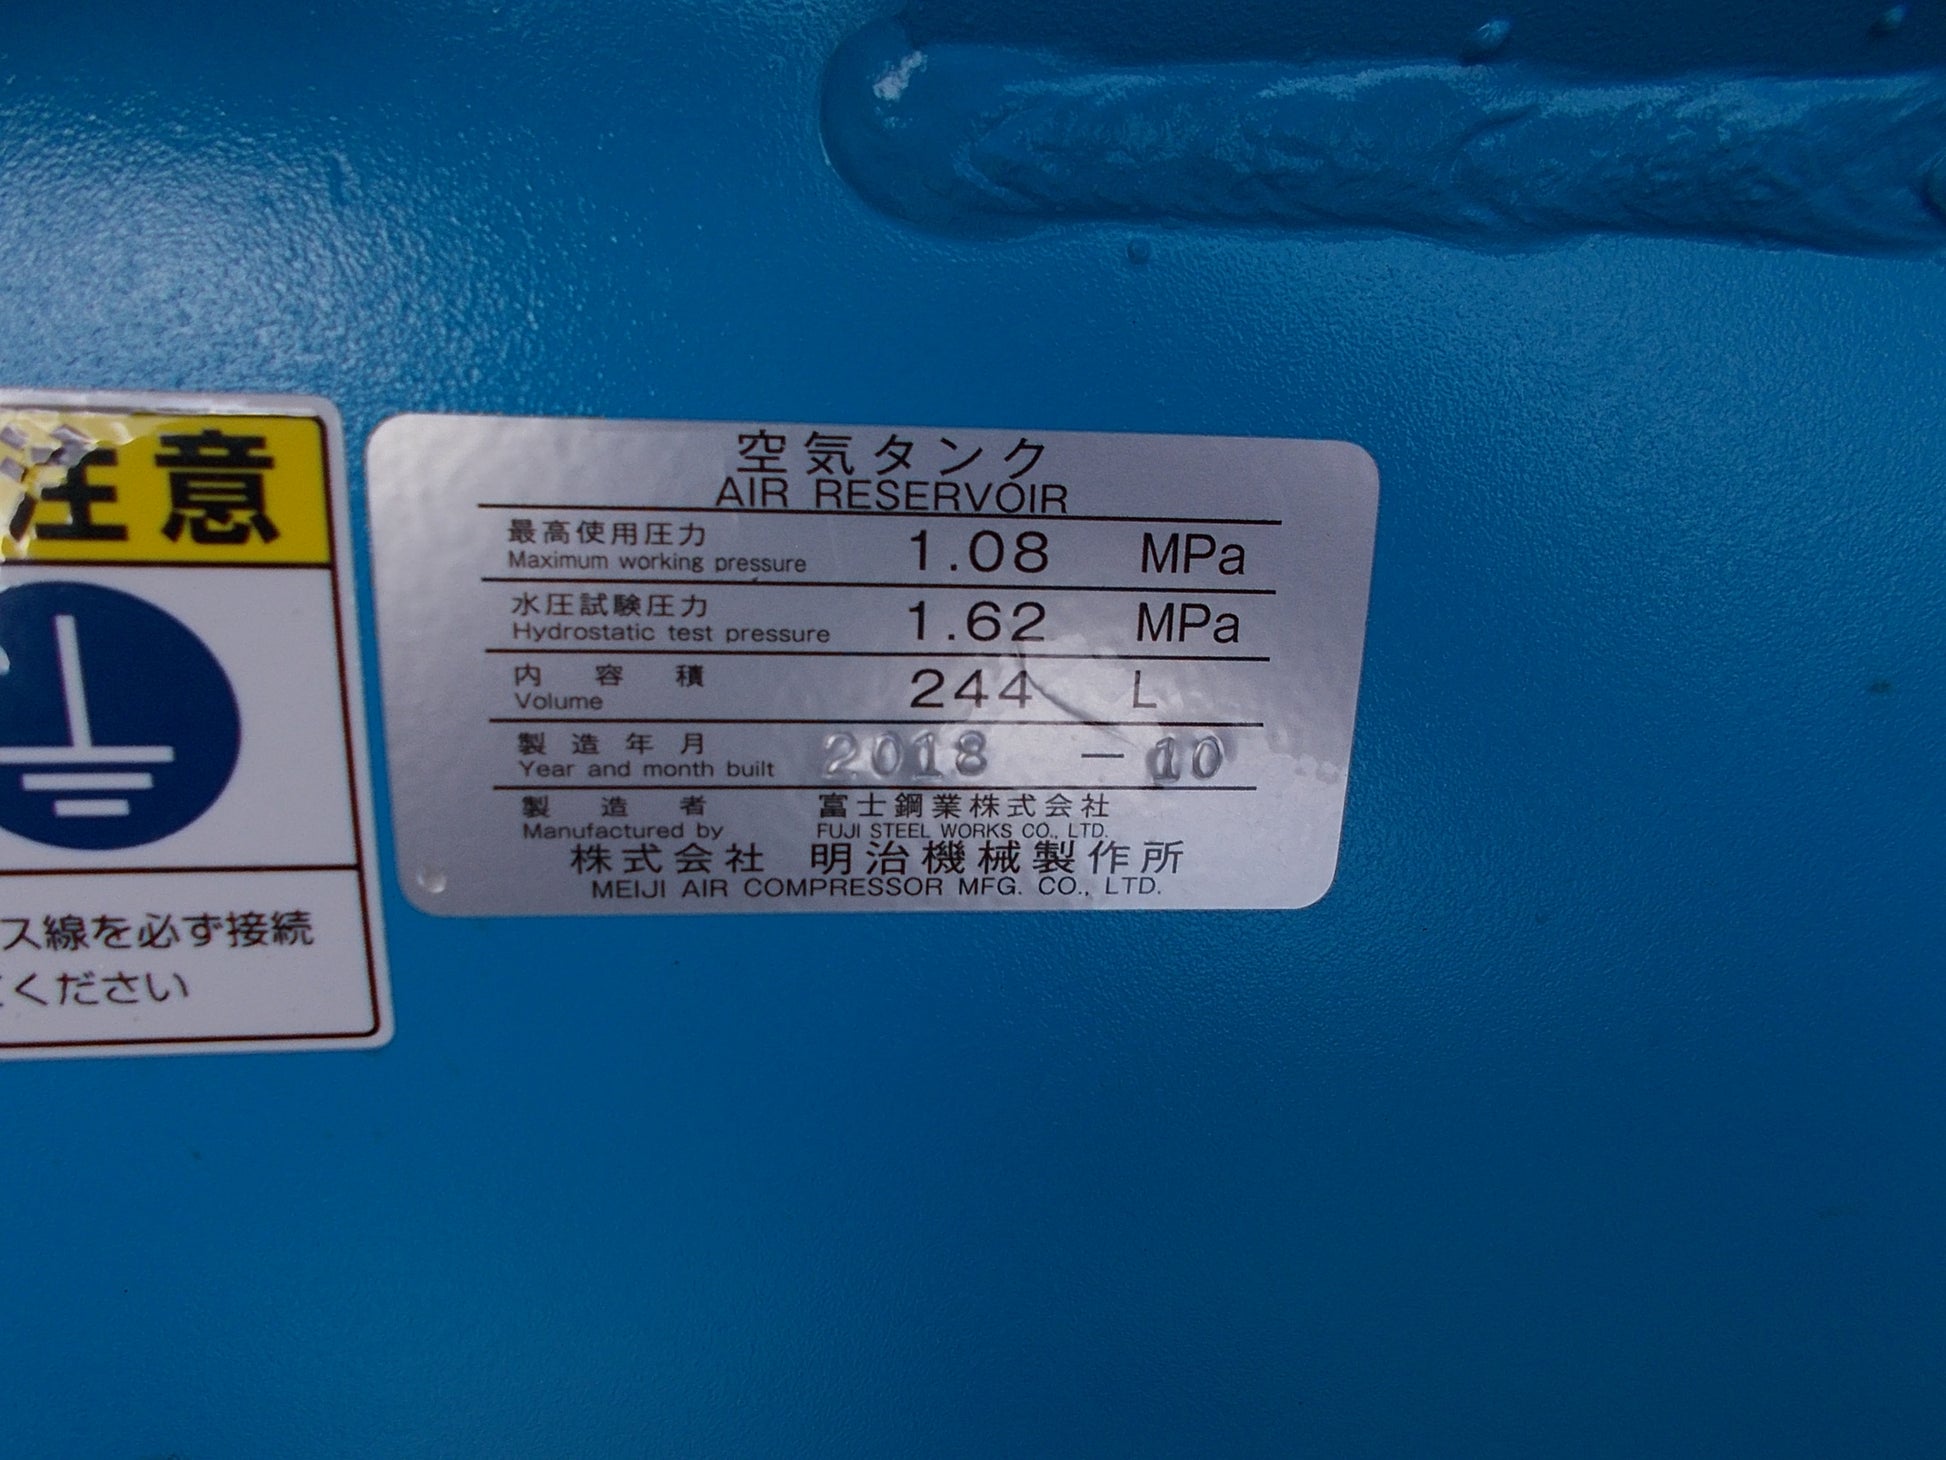 注意
ス線を必ず接続
てください
空気タンク
AIR RESERVOIR
最高使用圧力 1.08 MPa
Maximum working pressure
水圧試験圧力 1.62 MPa
Hydrostatic test pressure
内容積 244 L
Volume
製造年月 2018 - 10
Year and month built
製造者 富士鋼業株式会社
Manufactured by FUJI STEEL WORKS CO., LTD.
株式会社 明治機械製作所
MEIJI AIR COMPRESSOR MFG. CO., LTD.